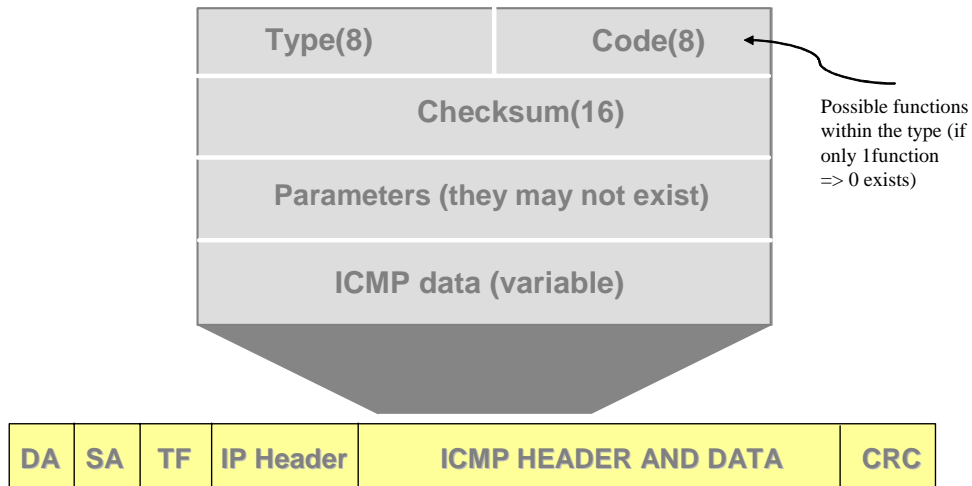 Type(8) Code(8)
Checksum(16)
Parameters (they may not exist)
ICMP data (variable)
Possible functions
within the type (if
only 1function
=> 0 exists)
DA SA TF IP Header ICMP HEADER AND DATA CRC